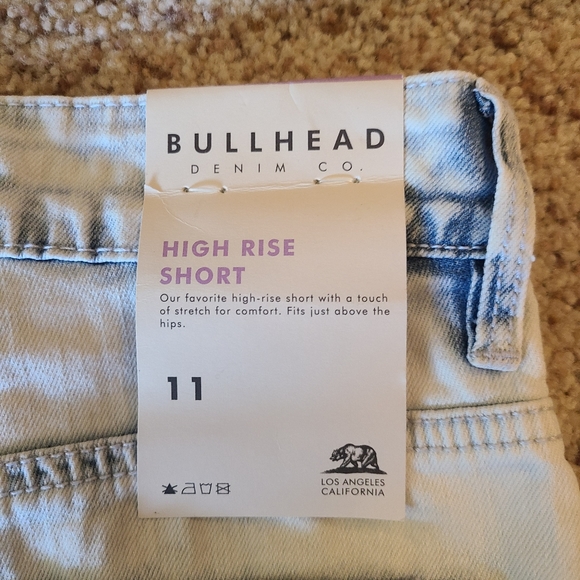 BULLHEAD
DENIM CO.
HIGH RISE
SHORT
Our favorite high-rise short with a touch
of stretch for comfort. Fits just above the
hips.
11
LOS ANGELES
CALIFORNIA